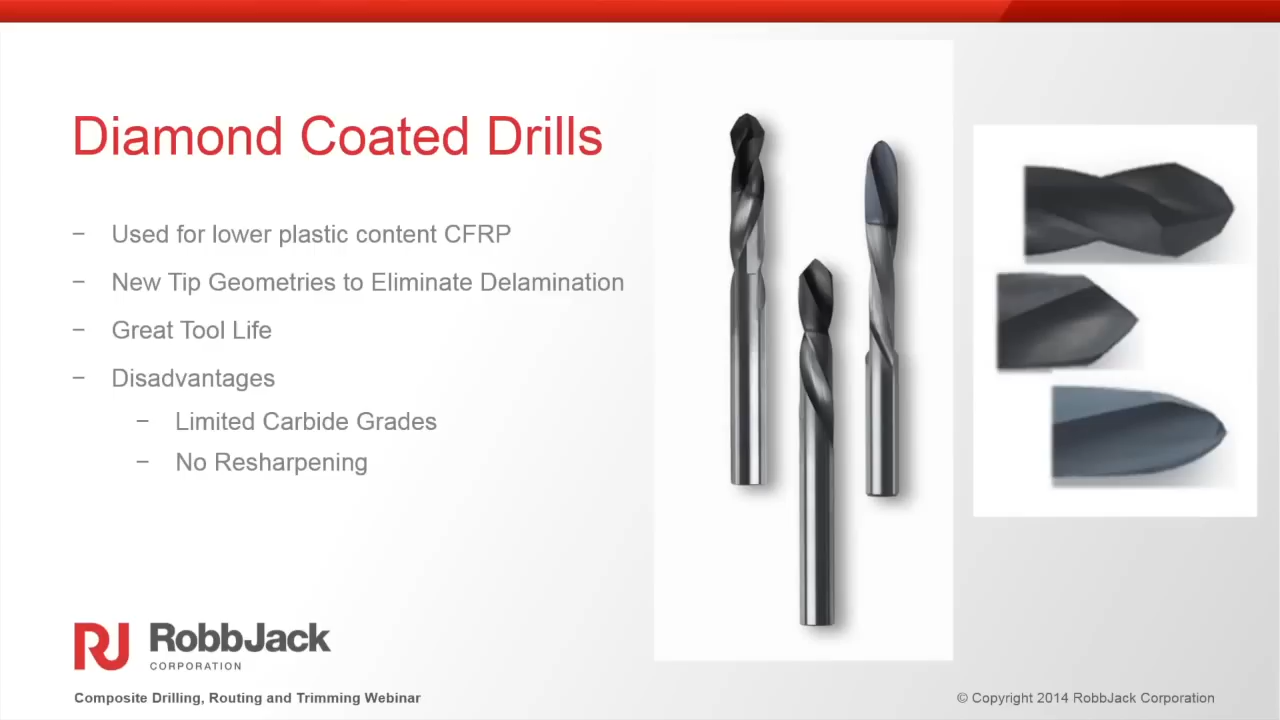 Diamond Coated Drills
− Used for lower plastic content CFRP
− New Tip Geometries to Eliminate Delamination
− Great Tool Life
− Disadvantages
− Limited Carbide Grades
− No Resharpening
RJ RobbJack
CORPORATION
Composite Drilling, Routing and Trimming Webinar
© Copyright 2014 RobbJack Corporation